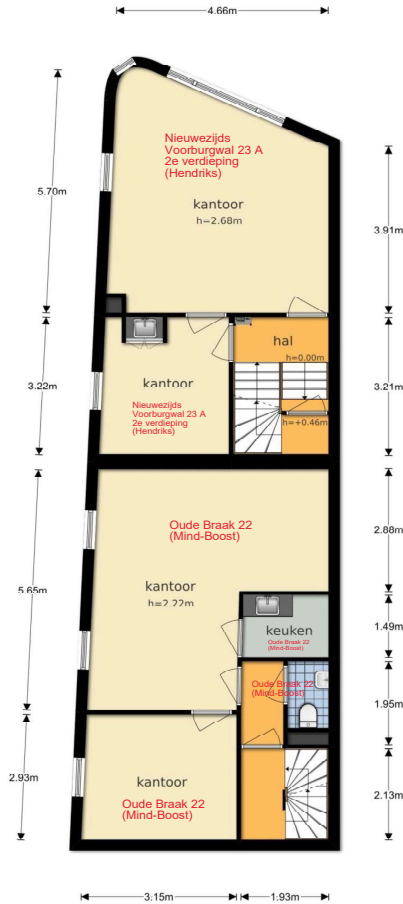 4.66m
Nieuwezijds
Voorburgwal 23 A
2e verdieping
(Hendriks)
5.70m
kantoor
h=2.68m
3.91m
hal
h=0.00m
3.22m
kantoor
3.21m
Nieuwezijds
Voorburgwal 23 A
2e verdieping
(Hendriks)
h=+0.46m
Oude Braak 22
(Mind-Boost)
2.88m
kantoor
5.65m
h=2.22m
keuken
1.49m
Oude Braak 22
(Mind-Boost)
Oude Braak 22
(Mind-Boost)
1.95m
2.93m
kantoor
Oude Braak 22
(Mind-Boost)
2.13m
3.15m
1.93m